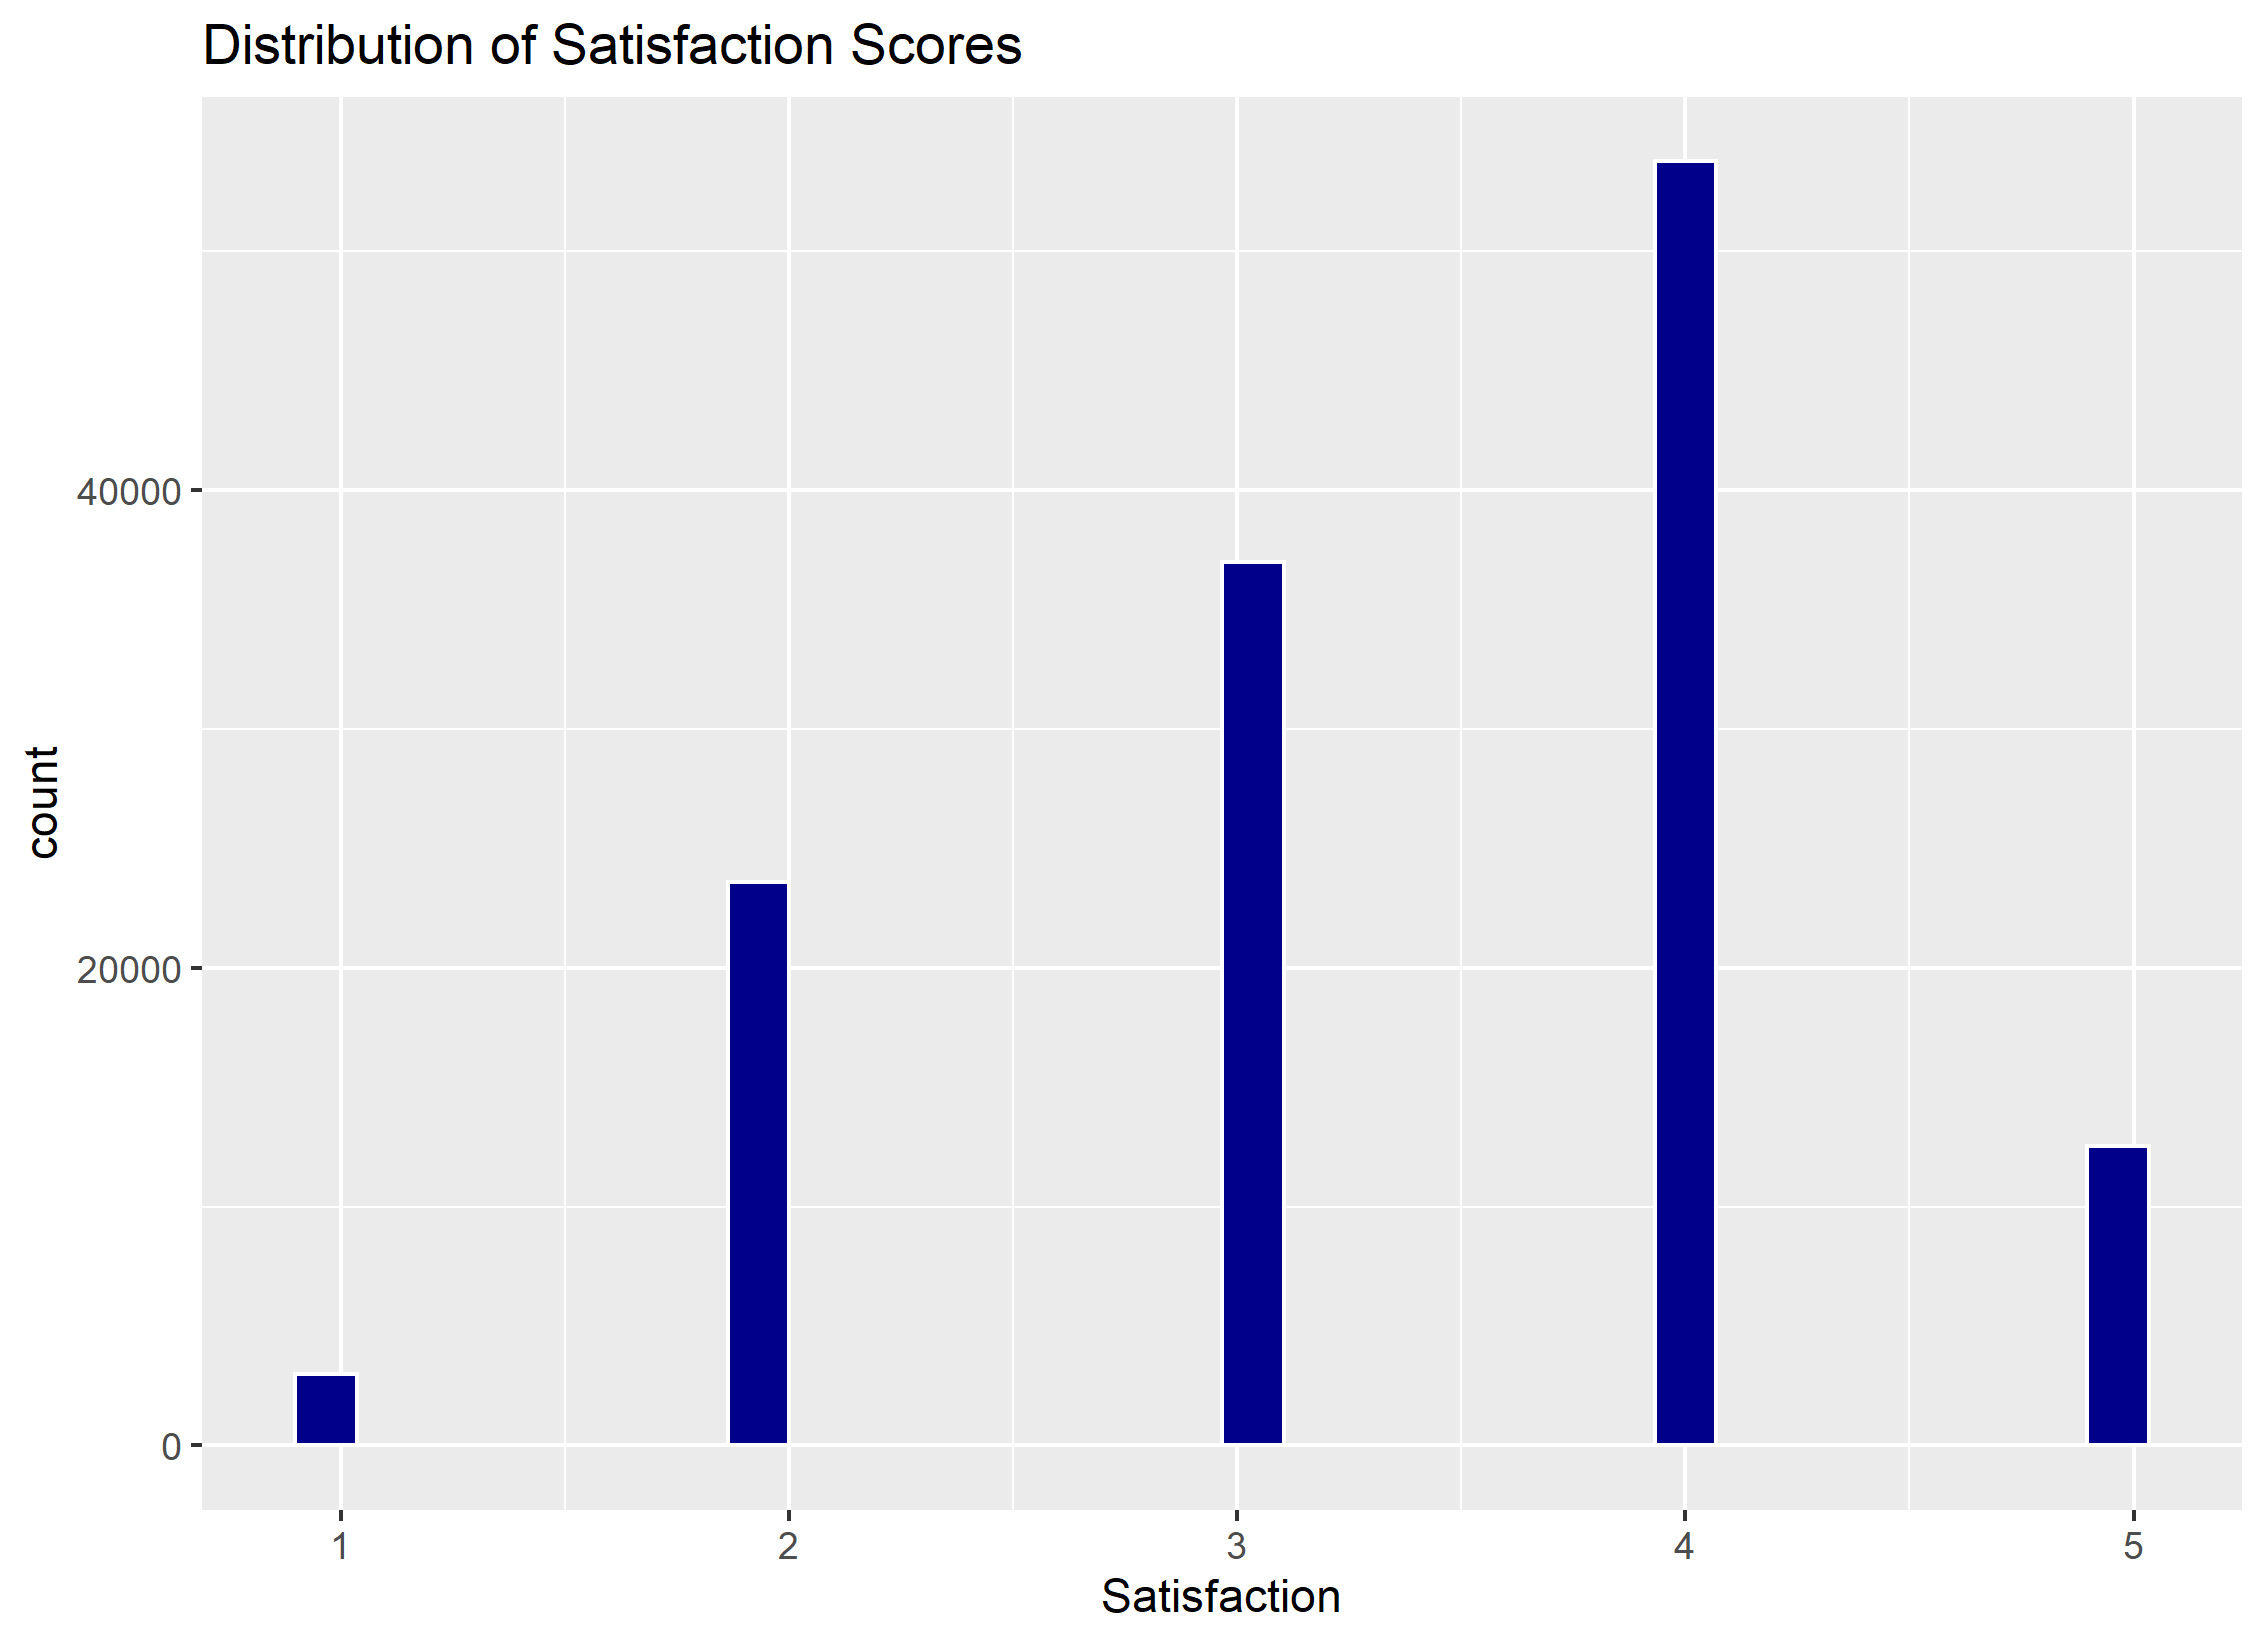 Distribution of Satisfaction Scores
count
40000
20000
0
1 2 3 4 5
Satisfaction